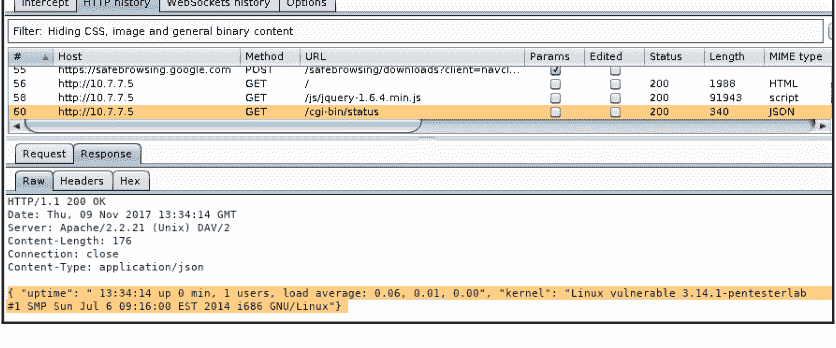 Intercept HTTP history WebSockets history Options
Filter: Hiding CSS, image and general binary content
# Host Method URL Params Edited Status Length MIME type
55 https://safebrowsing.google.com POST /safebrowsing/downloads?client=navcl...
56 http://10.7.7.5 GET / 200 1988 HTML
58 http://10.7.7.5 GET /js/jquery-1.6.4.min.js 200 91943 script
60 http://10.7.7.5 GET /cgi-bin/status 200 340 JSON
Request Response
Raw Headers Hex
HTTP/1.1 200 OK
Date: Thu, 09 Nov 2017 13:34:14 GMT
Server: Apache/2.2.21 (Unix) DAV/2
Content-Length: 176
Connection: close
Content-Type: application/json
{ "uptime": " 13:34:14 up 0 min, 1 users, load average: 0.06, 0.01, 0.00", "kernel": "Linux vulnerable 3.14.1-pentesterlab
#1 SMP Sun Jul 6 09:16:00 EST 2014 i686 GNU/Linux"}